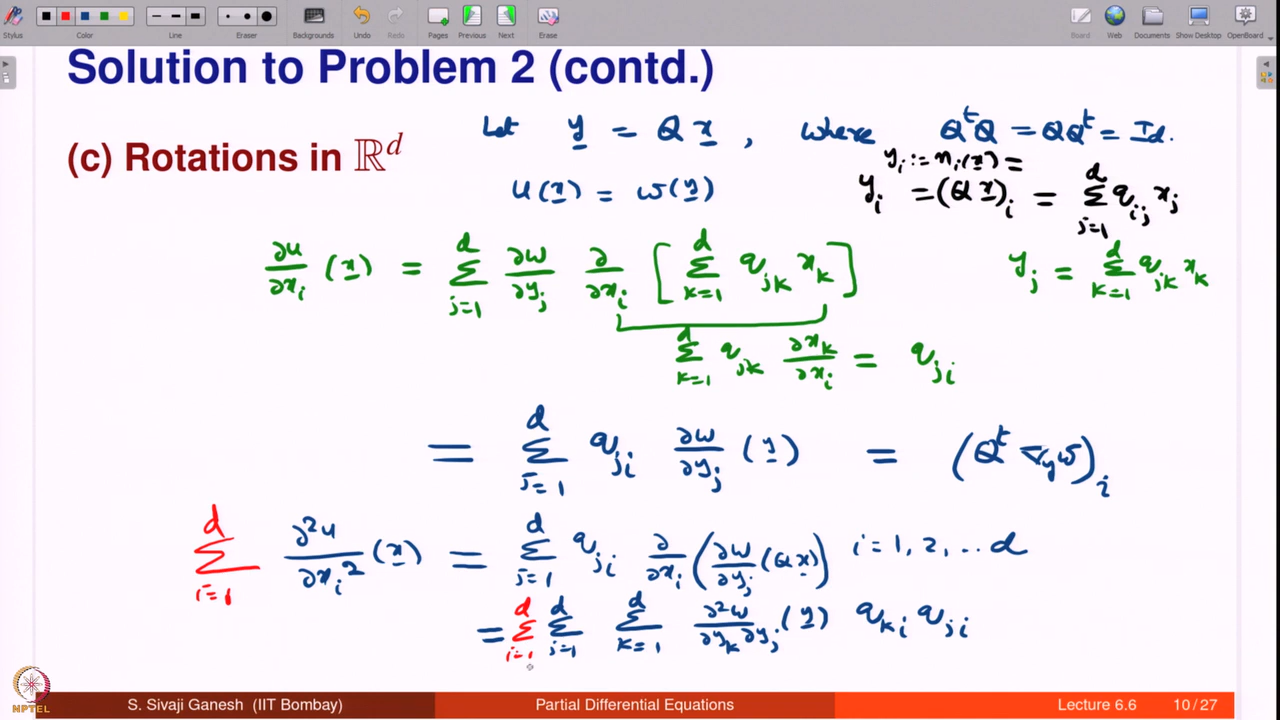 Stylus Color Line Eraser Backgrounds Undo Redo Pages Previous Next Erase Board Web Documents Show Desktop OpenBoard
Solution to Problem 2 (contd.)
(c) Rotations in ℝ^d
Let y = Q x , where Q^t Q = Q Q^t = Id.
y_i := n_i(x) =
u(x) = w(y)
y_i = (Q x)_i = Σ_{j=1}^d q_{ij} x_j
∂u/∂x_i (x) = Σ_{j=1}^d ∂w/∂y_j ∂/∂x_i [ Σ_{k=1}^d q_{jk} x_k ]
y_j = Σ_{k=1}^d q_{jk} x_k
Σ_{k=1}^d q_{jk} ∂x_k/∂x_i = q_{ji}
= Σ_{j=1}^d q_{ji} ∂w/∂y_j (y) = (Q^t ∇_y w)_i
Σ_{i=1}^d ∂²u/∂x_i² (x) = Σ_{j=1}^d q_{ji} ∂/∂x_i ( ∂w/∂y_j (Qx) ) i = 1, 2, .. d
= Σ_{i=1}^d Σ_{j=1}^d Σ_{k=1}^d ∂²w/∂y_k ∂y_j (y) q_{ki} q_{ji}
NPTEL
S. Sivaji Ganesh (IIT Bombay) Partial Differential Equations Lecture 6.6 10 / 27